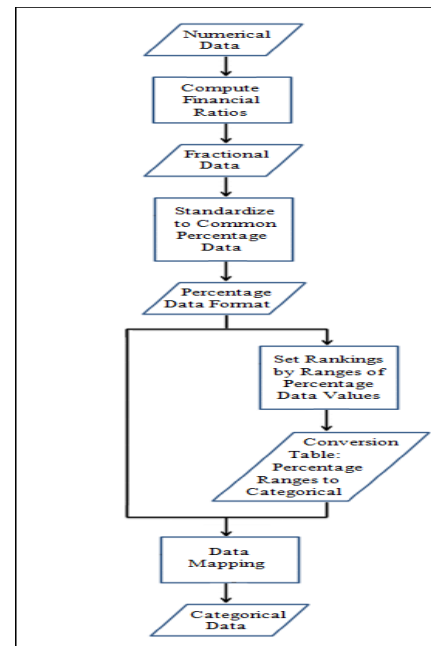 Numerical
Data
Compute
Financial
Ratios
Fractional
Data
Standardize
to Common
Percentage
Data
Percentage
Data Format
Set Rankings
by Ranges of
Percentage
Data Values
Conversion
Table:
Percentage
Ranges to
Categorical
Data
Mapping
Categorical
Data